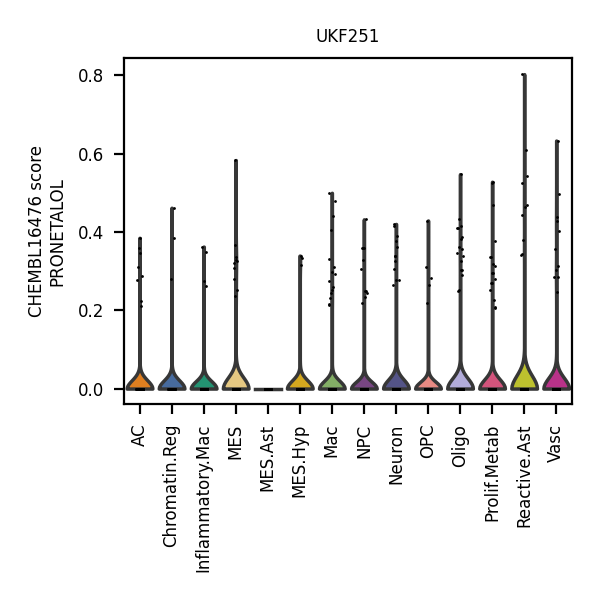 UKF251
CHEMBL16476 score
PRONETALOL
0.8
0.6
0.4
0.2
0.0
AC
Chromatin.Reg
Inflammatory.Mac
MES
MES.Ast
MES.Hyp
Mac
NPC
Neuron
OPC
Oligo
Prolif.Metab
Reactive.Ast
Vasc